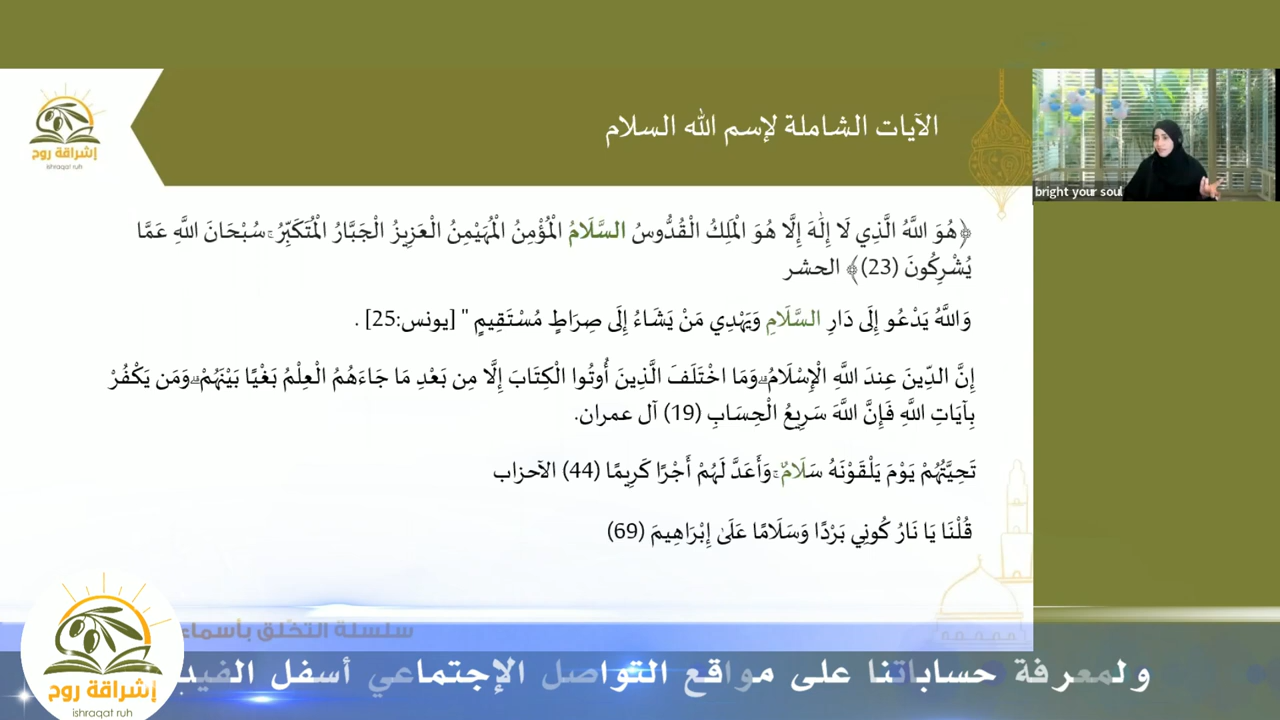 الآيات الشاملة لإسم الله السلام
إشراقة روح
ishraqat ruh
bright your soul
﴿هُوَ اللَّهُ الَّذِي لَا إِلَٰهَ إِلَّا هُوَ الْمَلِكُ الْقُدُّوسُ السَّلَامُ الْمُؤْمِنُ الْمُهَيْمِنُ الْعَزِيزُ الْجَبَّارُ الْمُتَكَبِّرُ ۚ سُبْحَانَ اللَّهِ عَمَّا
يُشْرِكُونَ (23)﴾ الحشر
وَاللَّهُ يَدْعُو إِلَى دَارِ السَّلَامِ وَيَهْدِي مَنْ يَشَاءُ إِلَى صِرَاطٍ مُسْتَقِيمٍ " [يونس:25] .
إِنَّ الدِّينَ عِندَ اللَّهِ الْإِسْلَامُ ۗ وَمَا اخْتَلَفَ الَّذِينَ أُوتُوا الْكِتَابَ إِلَّا مِن بَعْدِ مَا جَاءَهُمُ الْعِلْمُ بَغْيًا بَيْنَهُمْ ۗ وَمَن يَكْفُرْ
بِآيَاتِ اللَّهِ فَإِنَّ اللَّهَ سَرِيعُ الْحِسَابِ (19) آل عمران.
تَحِيَّتُهُمْ يَوْمَ يَلْقَوْنَهُ سَلَامٌ ۚ وَأَعَدَّ لَهُمْ أَجْرًا كَرِيمًا (44) الآحزاب
قُلْنَا يَا نَارُ كُونِي بَرْدًا وَسَلَامًا عَلَىٰ إِبْرَاهِيمَ (69)
سلسلة التخلّق بأسماء
ولمعرفة حساباتنا على مواقع التواصل الإجتماعي أسفل
إشراقة روح
ishraqat ruh